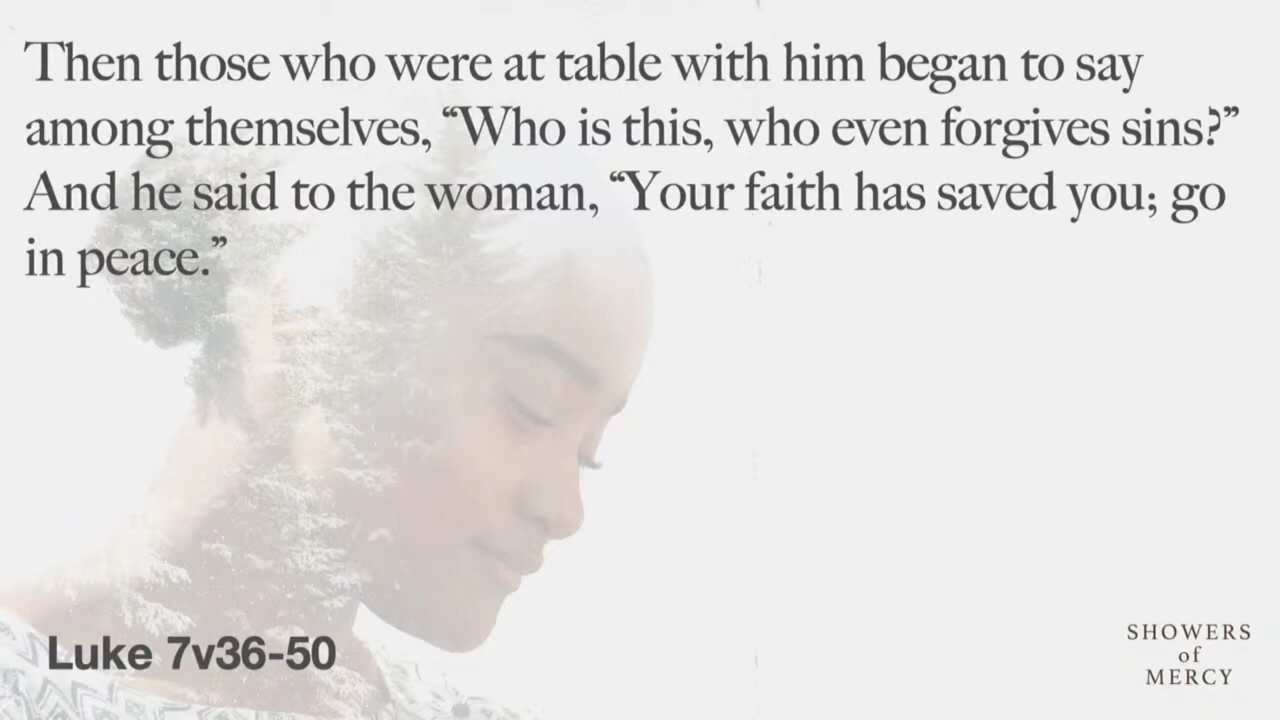 Then those who were at table with him began to say
among themselves, “Who is this, who even forgives sins?”
And he said to the woman, “Your faith has saved you; go
in peace.”
Luke 7v36-50
SHOWERS
of
MERCY